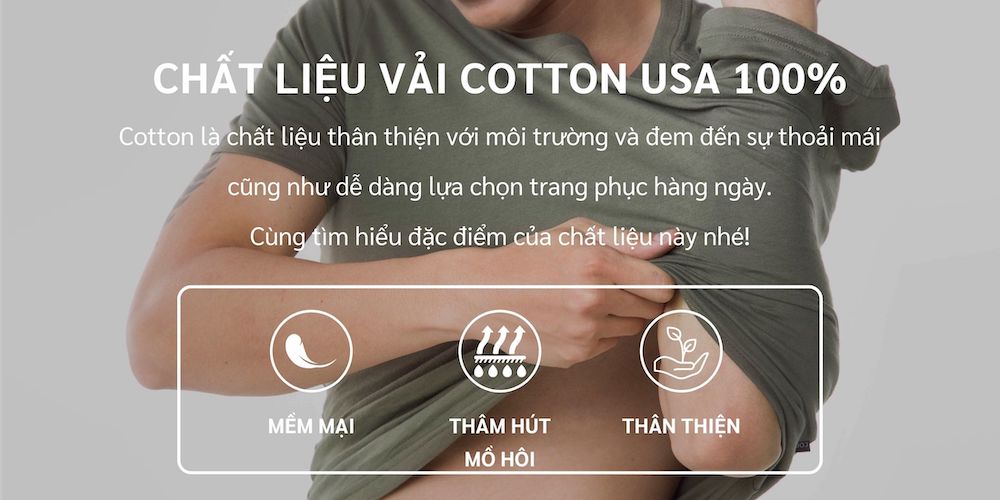 CHẤT LIỆU VẢI COTTON USA 100%
Cotton là chất liệu thân thiện với môi trường và đem đến sự thoải mái
cũng như dễ dàng lựa chọn trang phục hàng ngày.
Cùng tìm hiểu đặc điểm của chất liệu này nhé!
MỀM MẠI
THÂM HÚT
MỒ HÔI
THÂN THIỆN